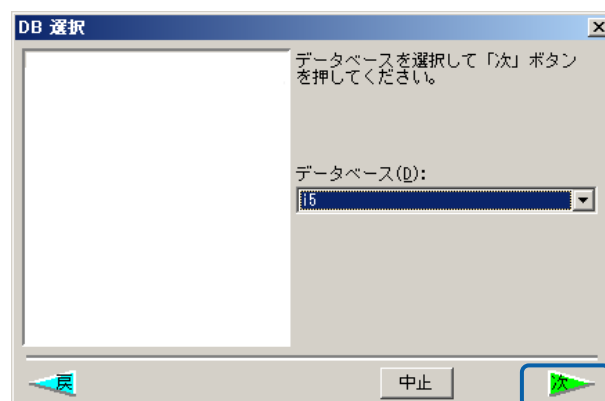 DB 選択
データベースを選択して「次」ボタン
を押してください。
データベース(D):
i5
戻
中止
次